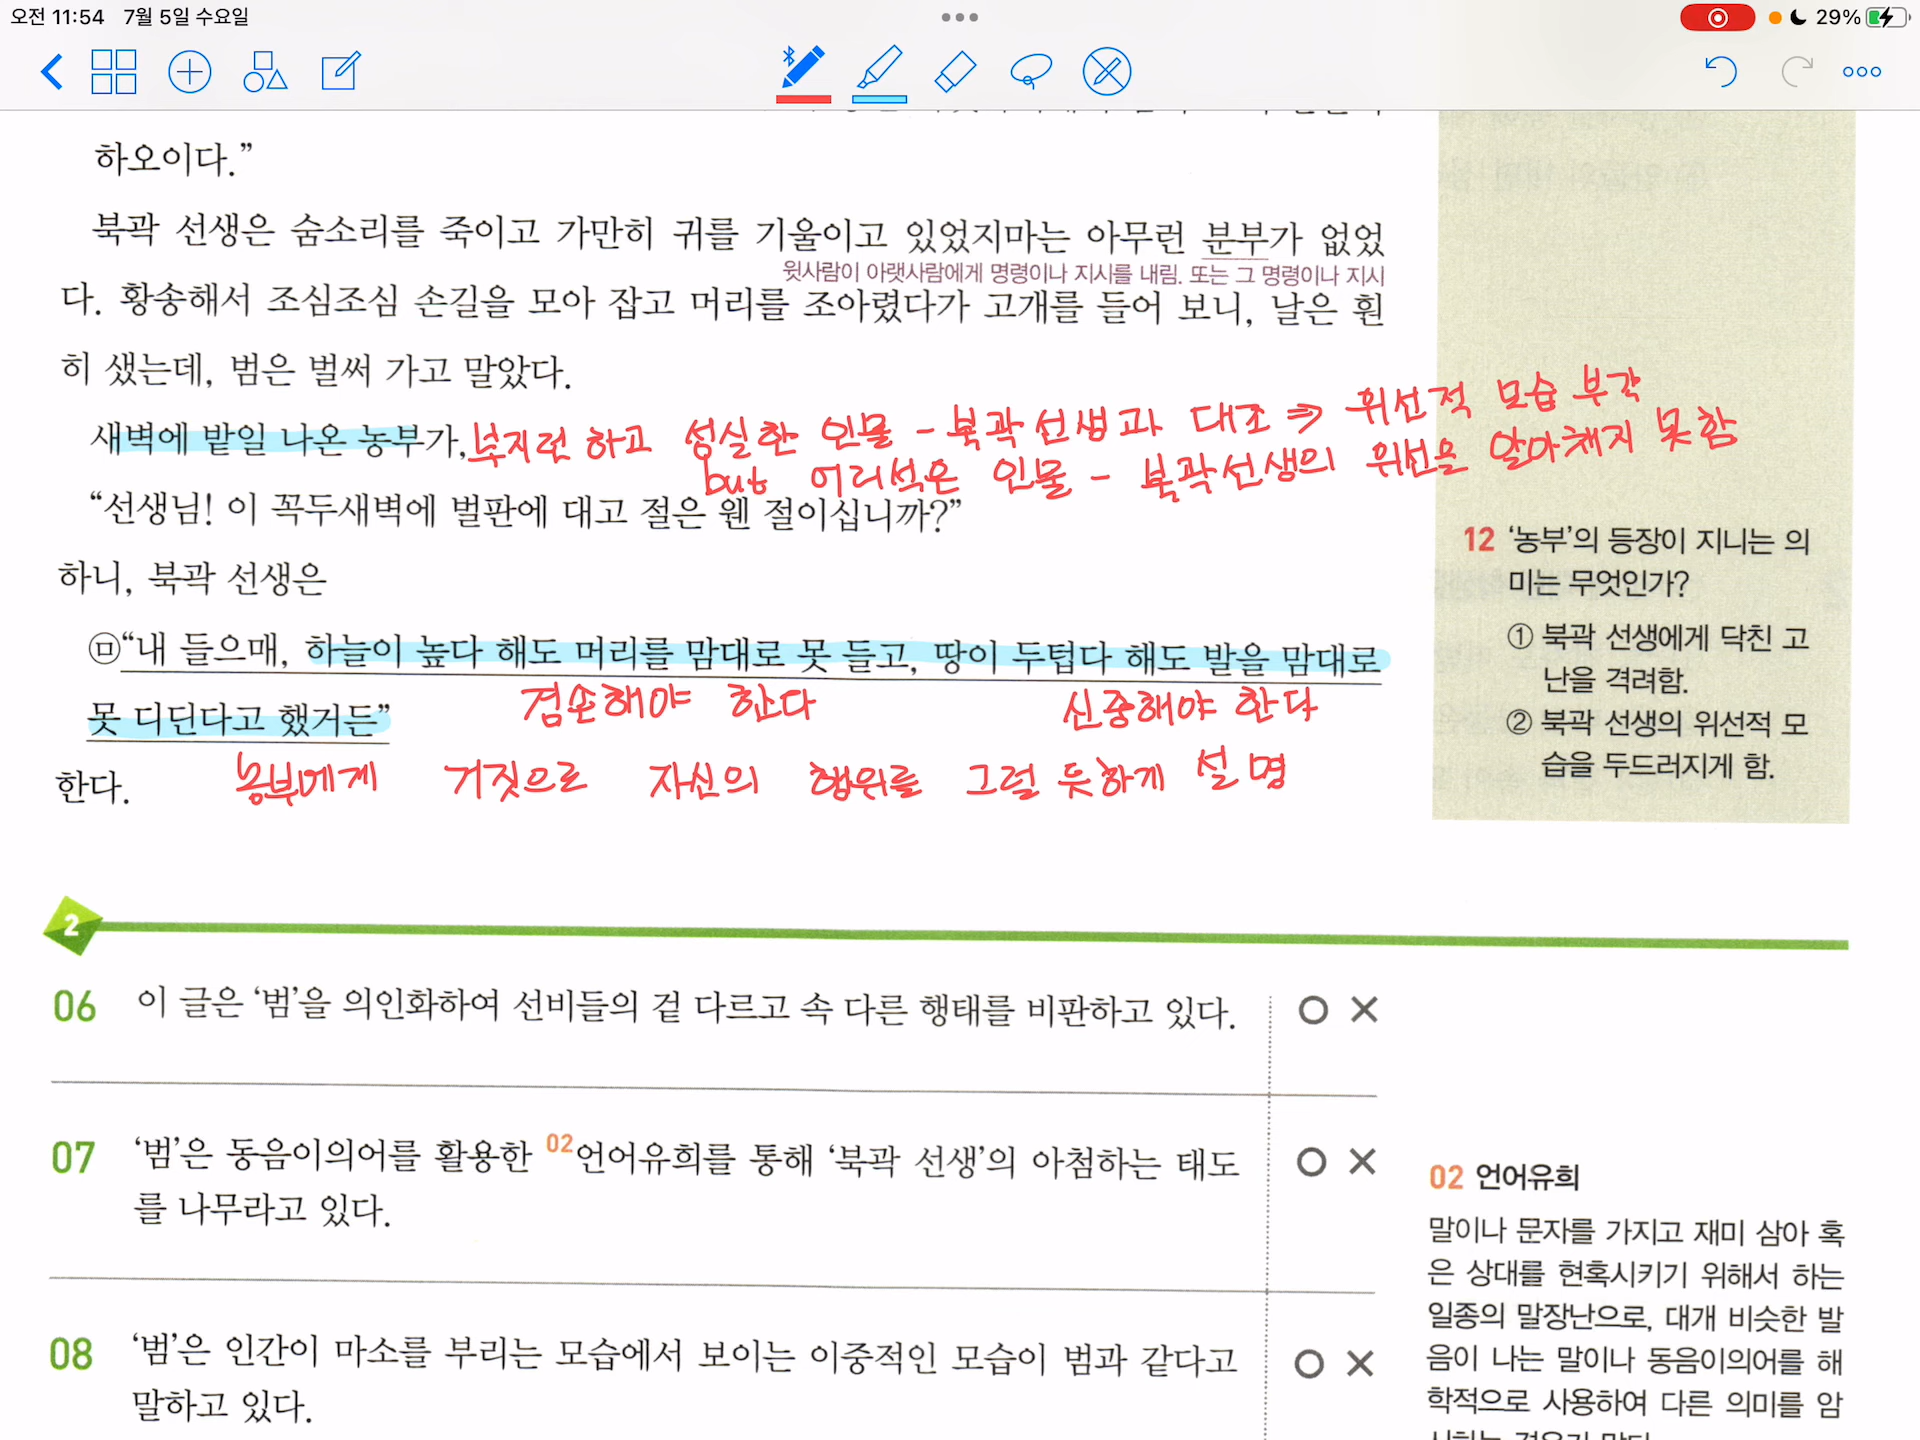 오전 11:54 7월 5일 수요일
29%
하오이다.”
북곽 선생은 숨소리를 죽이고 가만히 귀를 기울이고 있었지마는 아무런 분부가 없었
윗사람이 아랫사람에게 명령이나 지시를 내림. 또는 그 명령이나 지시
다. 황송해서 조심조심 손길을 모아 잡고 머리를 조아렸다가 고개를 들어 보니, 날은 훤
히 샜는데, 범은 벌써 가고 말았다.
새벽에 밭일 나온 농부가, 부지런 하고 성실한 인물 - 북곽선생과 대조 ⇒ 위선적 모습 부각
but 어리석은 인물 - 북곽선생의 위선을 알아채지 못함
“선생님! 이 꼭두새벽에 벌판에 대고 절은 웬 절이십니까?”
하니, 북곽 선생은
㉤“내 들으매, 하늘이 높다 해도 머리를 맘대로 못 들고, 땅이 두텁다 해도 발을 맘대로
못 디딘다고 했거든”
겸손해야 한다 신중해야 한다
한다.
농부에게 거짓으로 자신의 행위를 그럴 듯하게 설명
12 ‘농부’의 등장이 지니는 의
미는 무엇인가?
① 북곽 선생에게 닥친 고
난을 격려함.
② 북곽 선생의 위선적 모
습을 두드러지게 함.
2
06 이 글은 ‘범’을 의인화하여 선비들의 겉 다르고 속 다른 행태를 비판하고 있다. O X
07 ‘범’은 동음이의어를 활용한 02언어유희를 통해 ‘북곽 선생’의 아첨하는 태도 O X
를 나무라고 있다.
08 ‘범’은 인간이 마소를 부리는 모습에서 보이는 이중적인 모습이 범과 같다고 O X
말하고 있다.
02 언어유희
말이나 문자를 가지고 재미 삼아 혹
은 상대를 현혹시키기 위해서 하는
일종의 말장난으로, 대개 비슷한 발
음이 나는 말이나 동음이의어를 해
학적으로 사용하여 다른 의미를 암